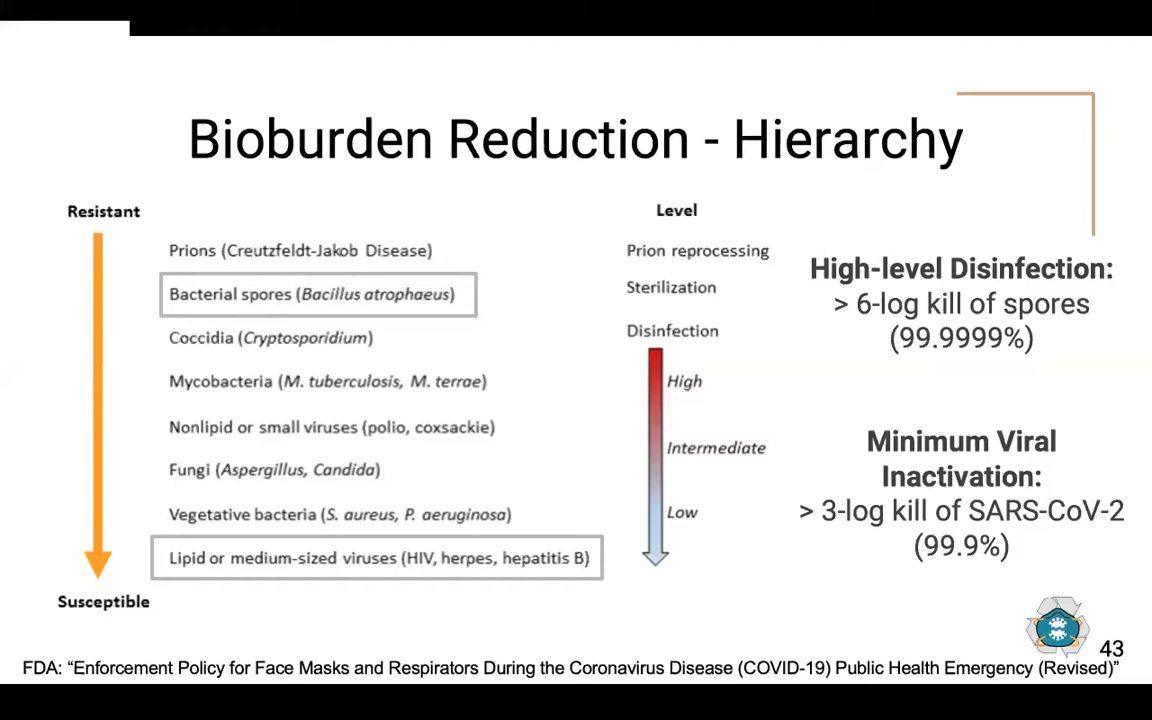 Bioburden Reduction - Hierarchy
Resistant
Prions (Creutzfeldt-Jakob Disease)
Bacterial spores (Bacillus atrophaeus)
Coccidia (Cryptosporidium)
Mycobacteria (M. tuberculosis, M. terrae)
Nonlipid or small viruses (polio, coxsackie)
Fungi (Aspergillus, Candida)
Vegetative bacteria (S. aureus, P. aeruginosa)
Lipid or medium-sized viruses (HIV, herpes, hepatitis B)
Susceptible
Level
Prion reprocessing
Sterilization
Disinfection
High
Intermediate
Low
High-level Disinfection:
> 6-log kill of spores
(99.9999%)
Minimum Viral
Inactivation:
> 3-log kill of SARS-CoV-2
(99.9%)
43
FDA: “Enforcement Policy for Face Masks and Respirators During the Coronavirus Disease (COVID-19) Public Health Emergency (Revised)”